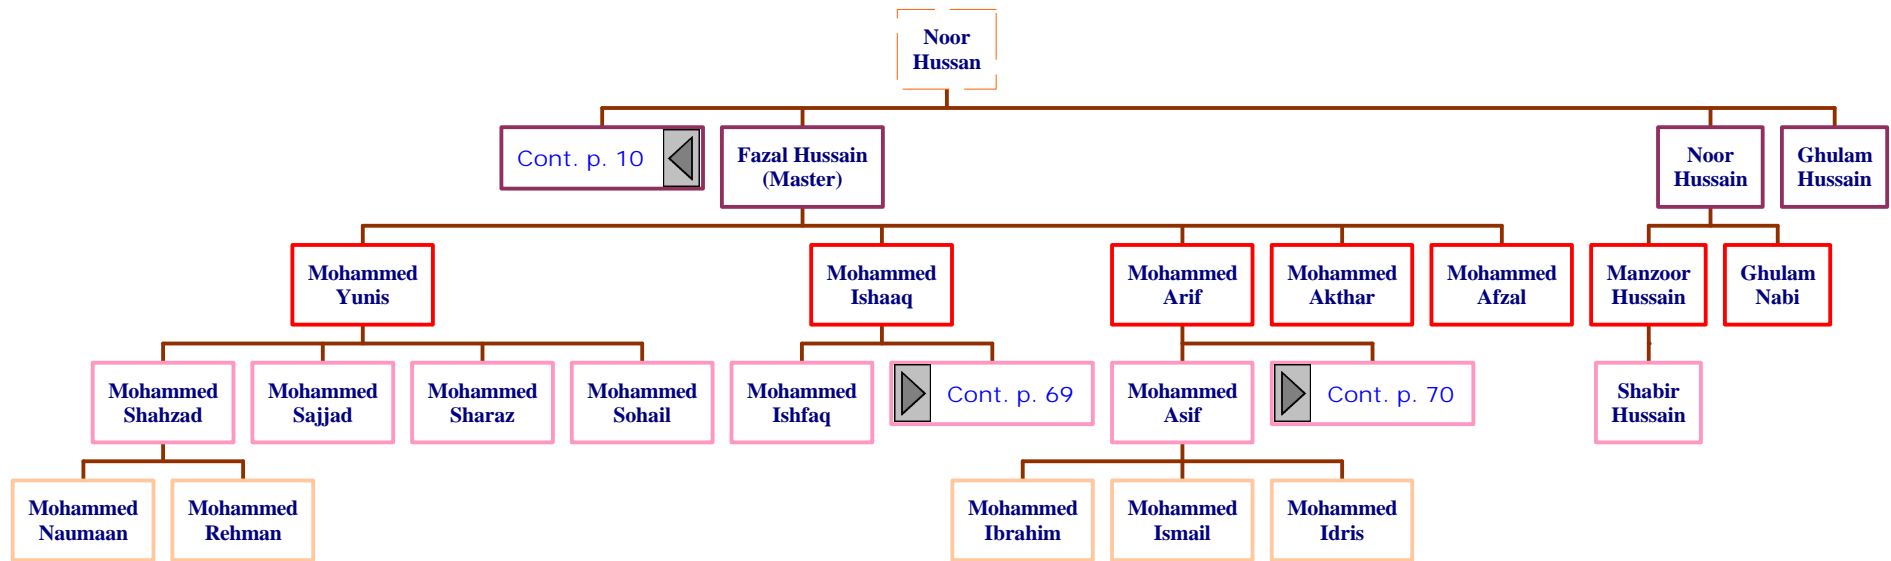 Noor
Hussan
Cont. p. 10
Fazal Hussain
(Master)
Noor
Hussain
Ghulam
Hussain
Mohammed
Yunis
Mohammed
Ishaaq
Mohammed
Arif
Mohammed
Akthar
Mohammed
Afzal
Manzoor
Hussain
Ghulam
Nabi
Mohammed
Shahzad
Mohammed
Sajjad
Mohammed
Sharaz
Mohammed
Sohail
Mohammed
Ishfaq
Cont. p. 69
Mohammed
Asif
Cont. p. 70
Shabir
Hussain
Mohammed
Naumaan
Mohammed
Rehman
Mohammed
Ibrahim
Mohammed
Ismail
Mohammed
Idris